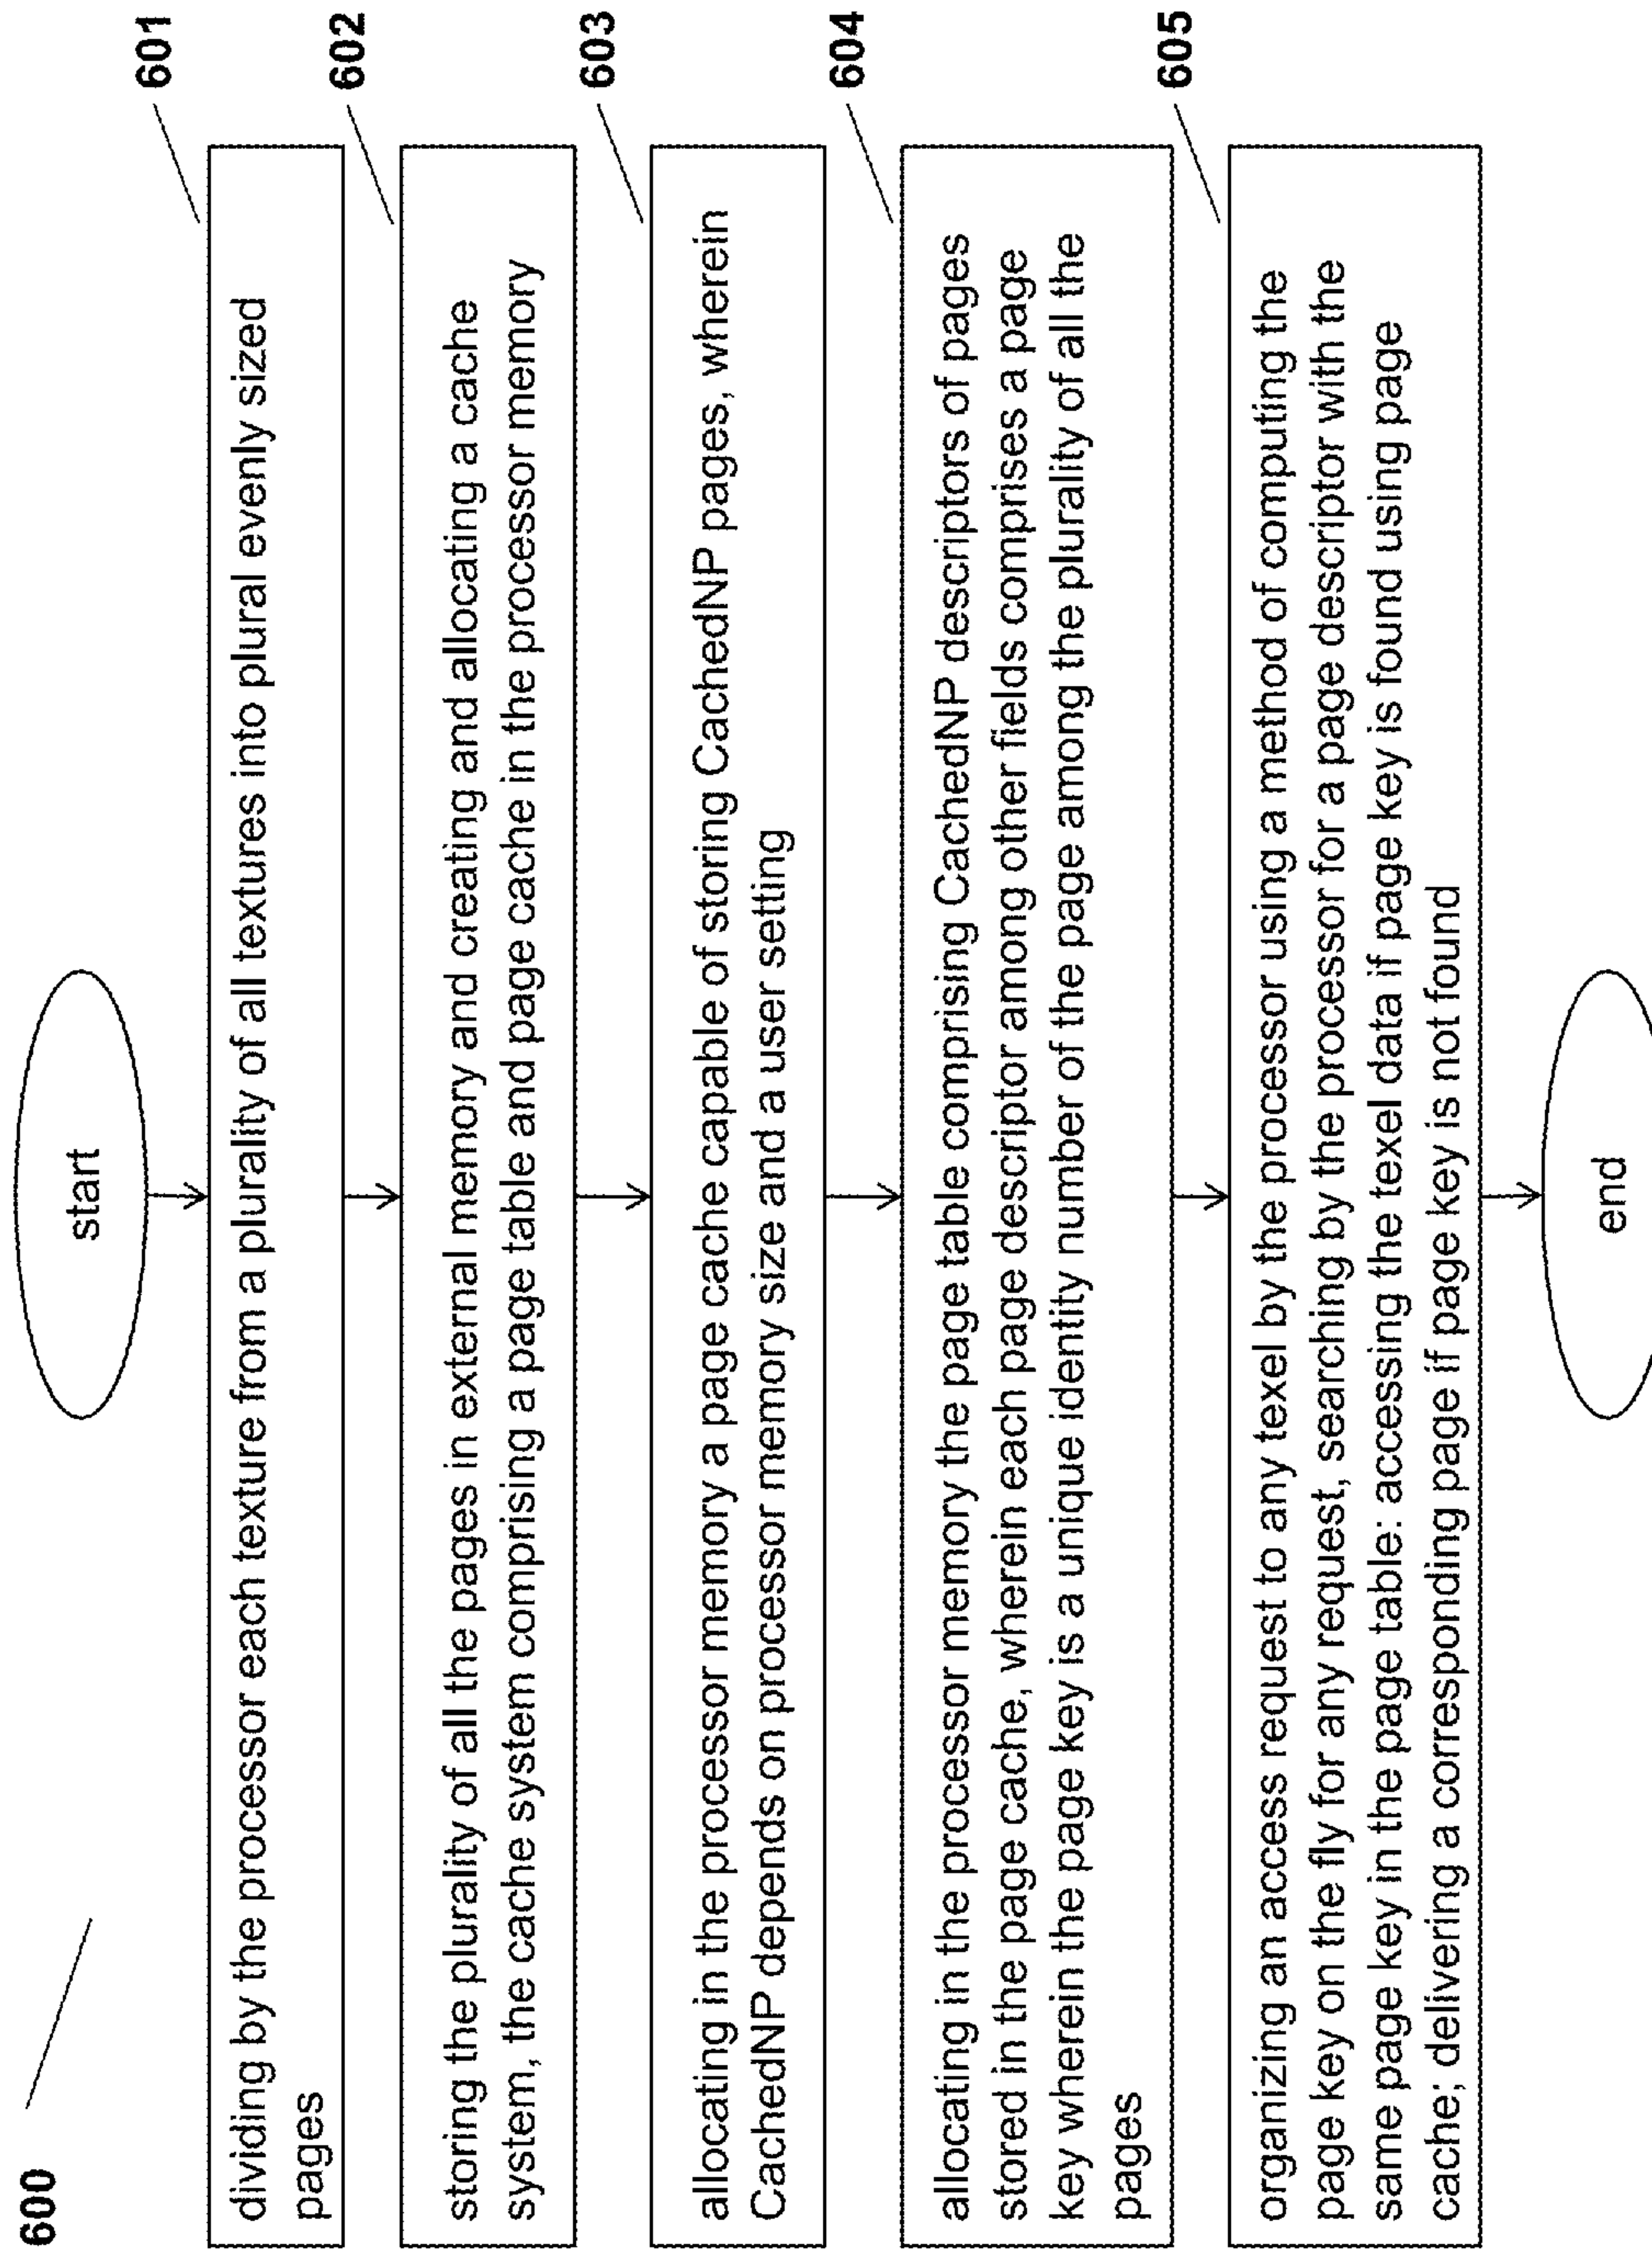 600
start
601
dividing by the processor each texture from a plurality of all textures into plural evenly sized
pages
602
storing the plurality of all the pages in external memory and creating and allocating a cache
system, the cache system comprising a page table and page cache in the processor memory
603
allocating in the processor memory a page cache capable of storing CachedNP pages, wherein
CachedNP depends on processor memory size and a user setting
604
allocating in the processor memory the page table comprising CachedNP descriptors of pages
stored in the page cache, wherein each page descriptor among other fields comprises a page
key wherein the page key is a unique identity number of the page among the plurality of all the
pages
605
organizing an access request to any texel by the processor using a method of computing the
page key on the fly for any request, searching by the processor for a page descriptor with the
same page key in the page table: accessing the texel data if page key is found using page
cache; delivering a corresponding page if page key is not found
end